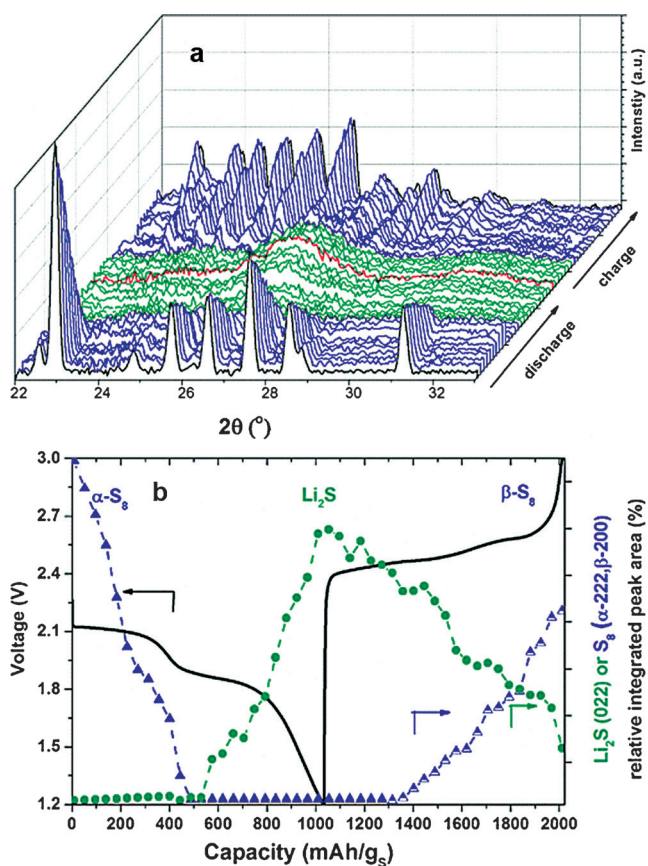 a
Intenstiy (a.u.)
charge
discharge
22 24 26 28 30 32
2θ (°)
b
α-S₈
Li₂S
β-S₈
3.0
2.7
2.4
2.1
1.8
1.5
1.2
Voltage (V)
0 200 400 600 800 1000 1200 1400 1600 1800 2000
Capacity (mAh/gₛ)
Li₂S (022) or S₈ (α-222,β-200)
relative integrated peak area (%)